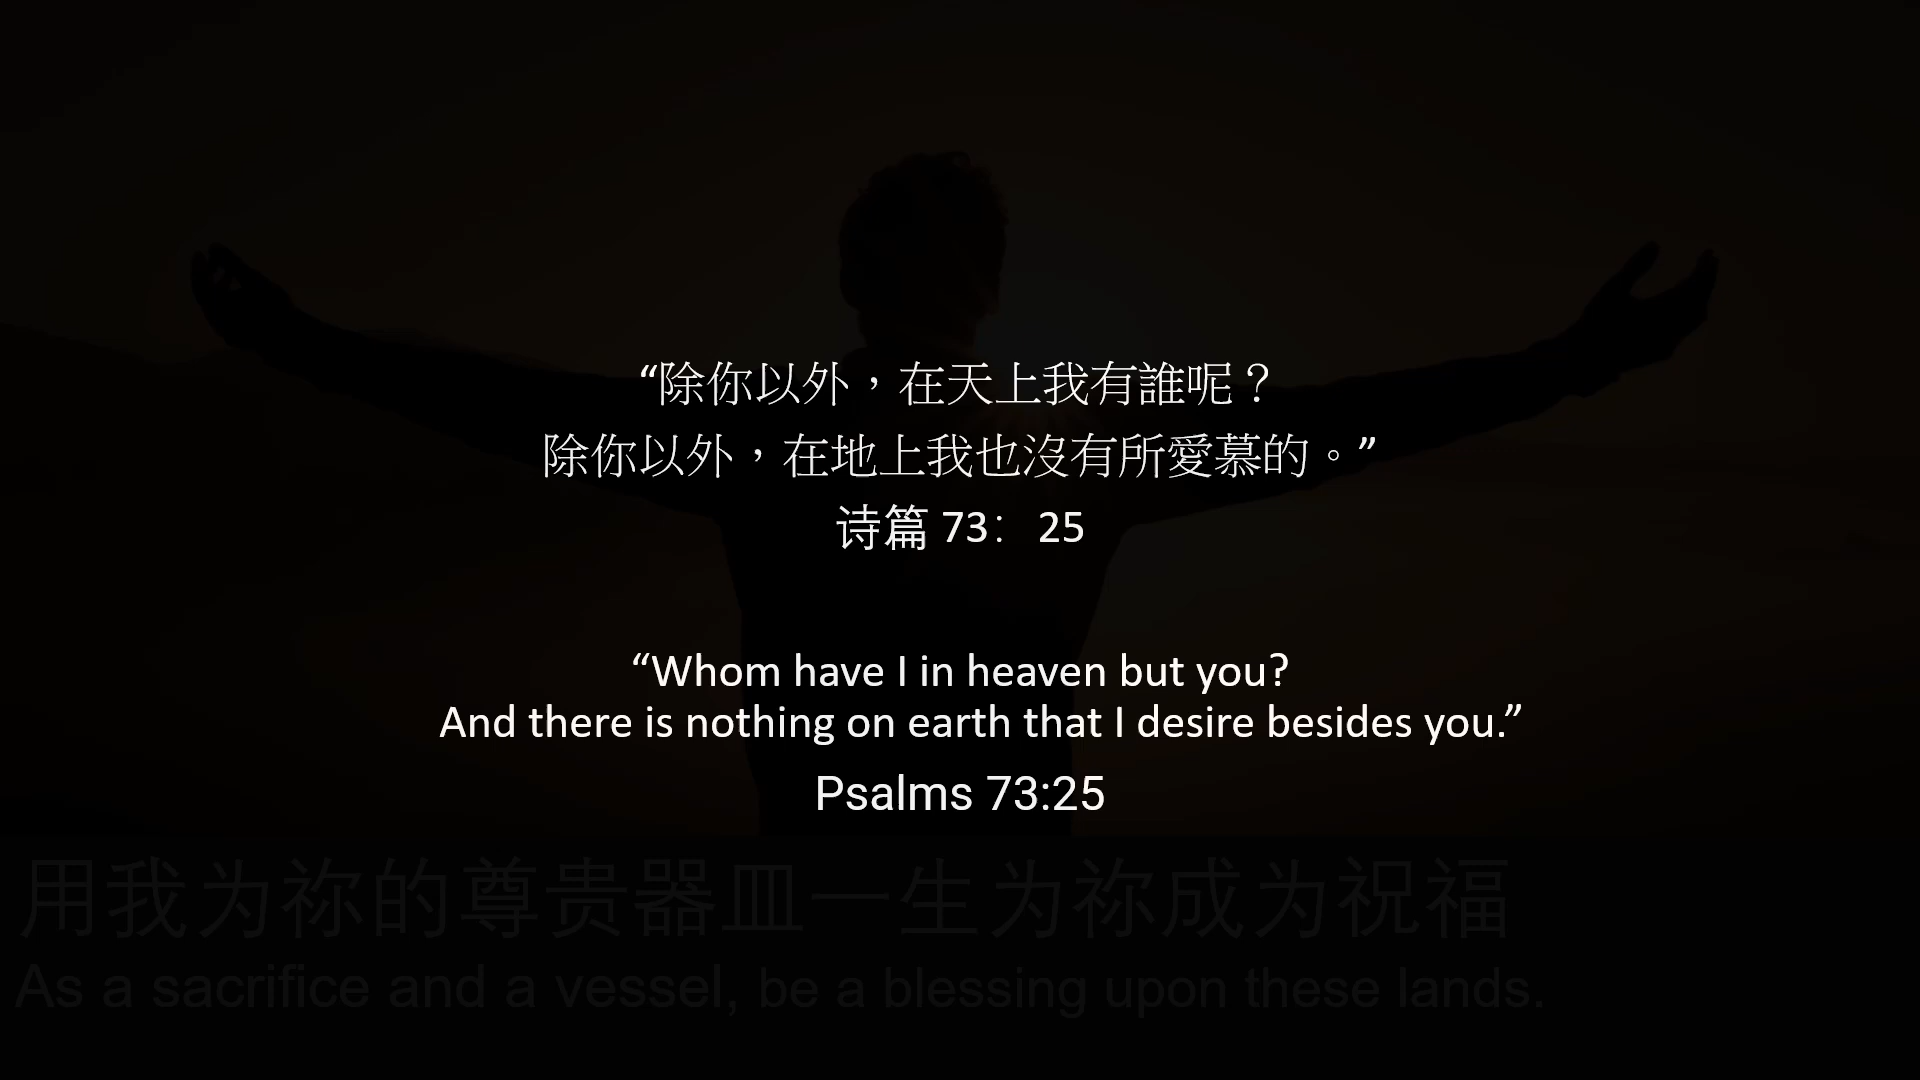 “除你以外，在天上我有誰呢？
除你以外，在地上我也沒有所愛慕的。”
诗篇 73：25
“Whom have I in heaven but you?
And there is nothing on earth that I desire besides you.”
Psalms 73:25
用我为祢的尊贵器皿一生为祢成为祝福
As a sacrifice and a vessel, be a blessing upon these lands.